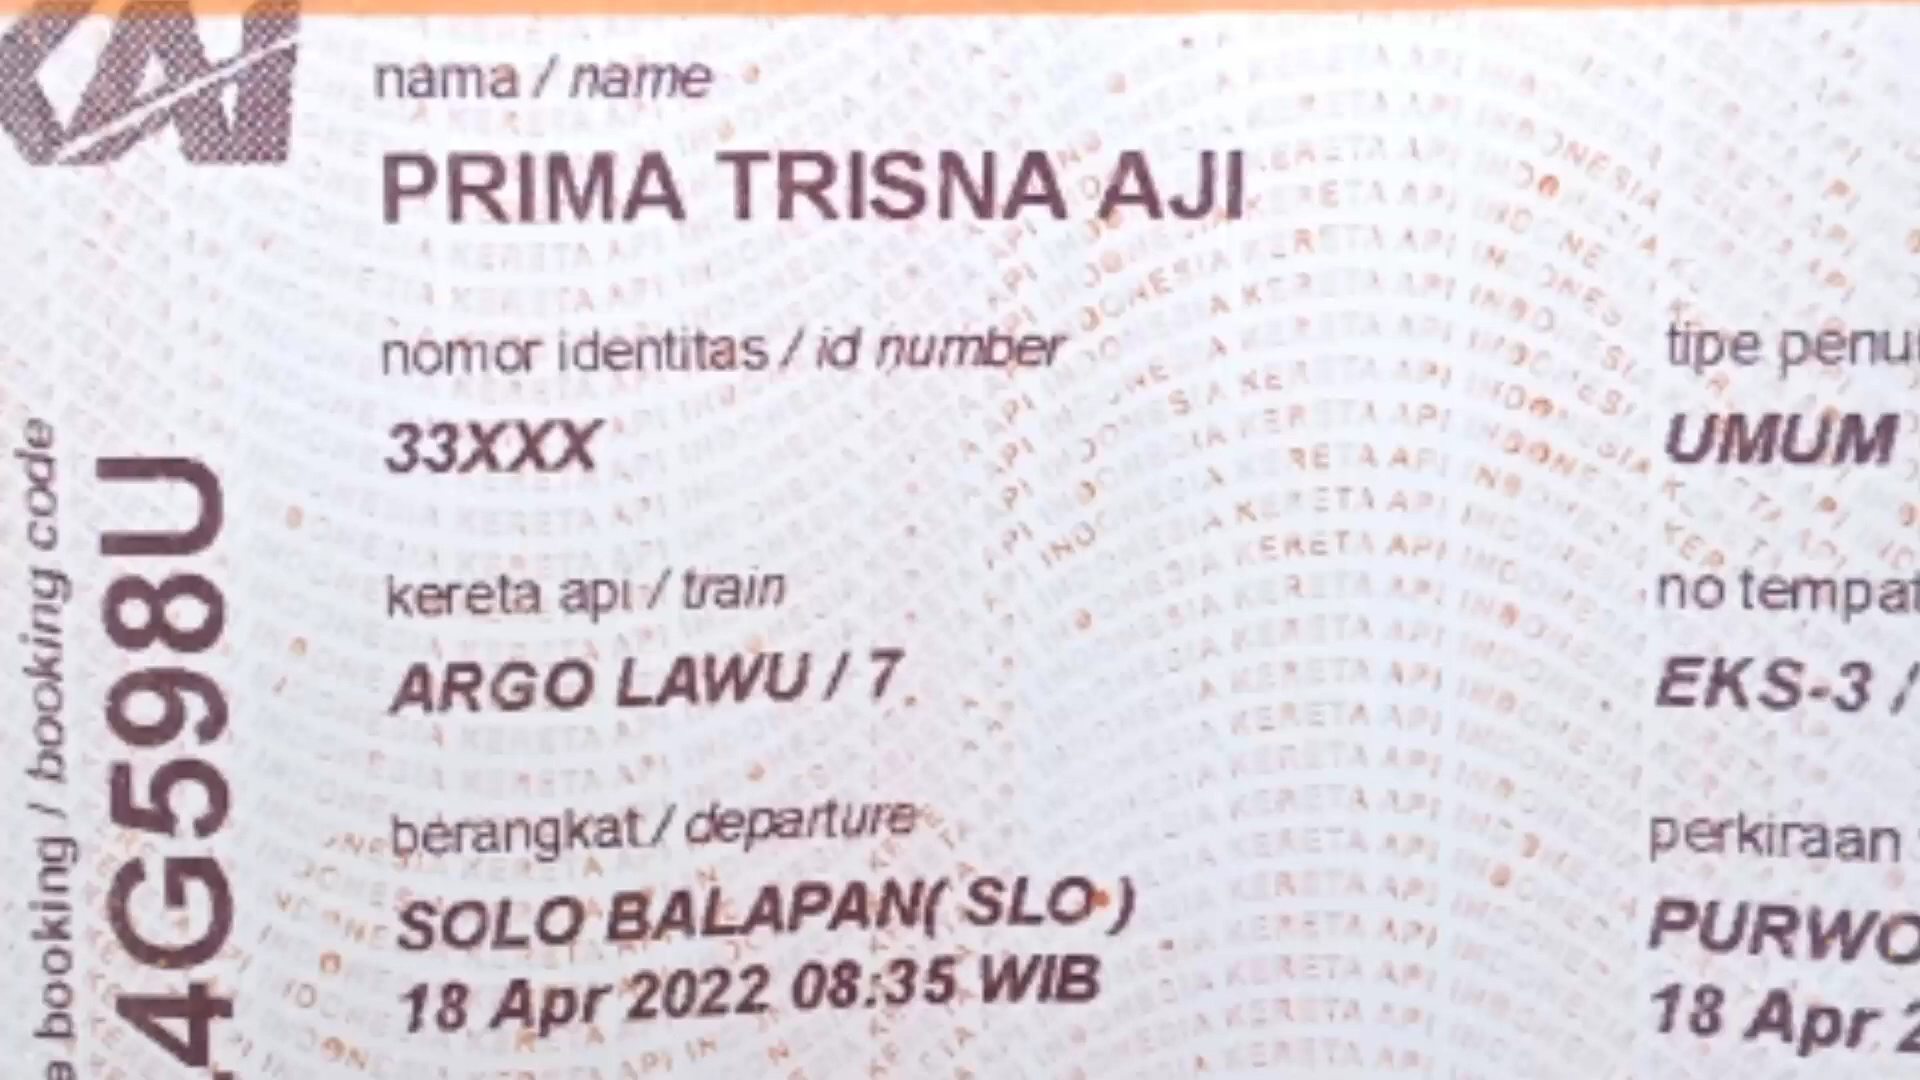 KAI
nama / name
PRIMA TRISNA AJI
nomor identitas / id number
33XXX
kereta api / train
ARGO LAWU / 7
berangkat / departure
SOLO BALAPAN( SLO )
18 Apr 2022 08:35 WIB
tipe penu
UMUM
no tempat
EKS-3 /
perkiraan
PURWO
18 Apr 2
booking / booking code
4G598U